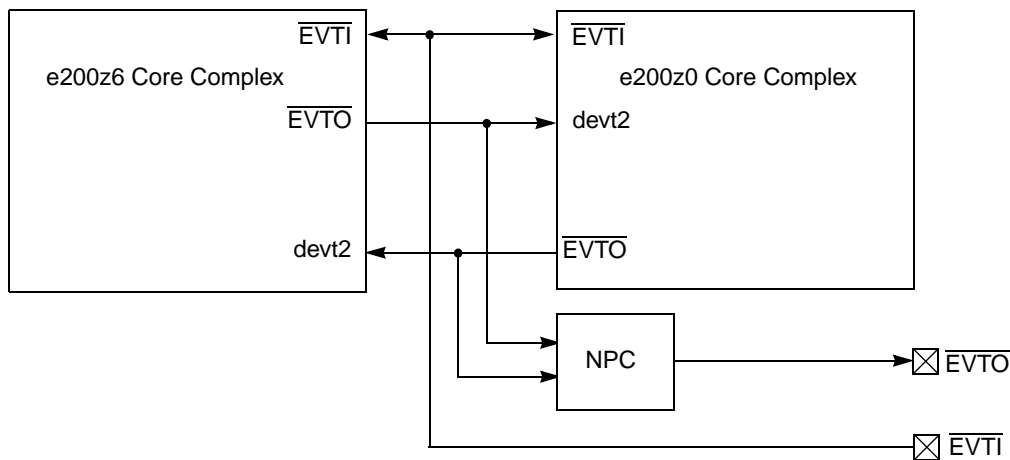 EVTI
EVTI
e200z6 Core Complex
e200z0 Core Complex
EVTO
devt2
devt2
EVTO
NPC
EVTO
EVTI